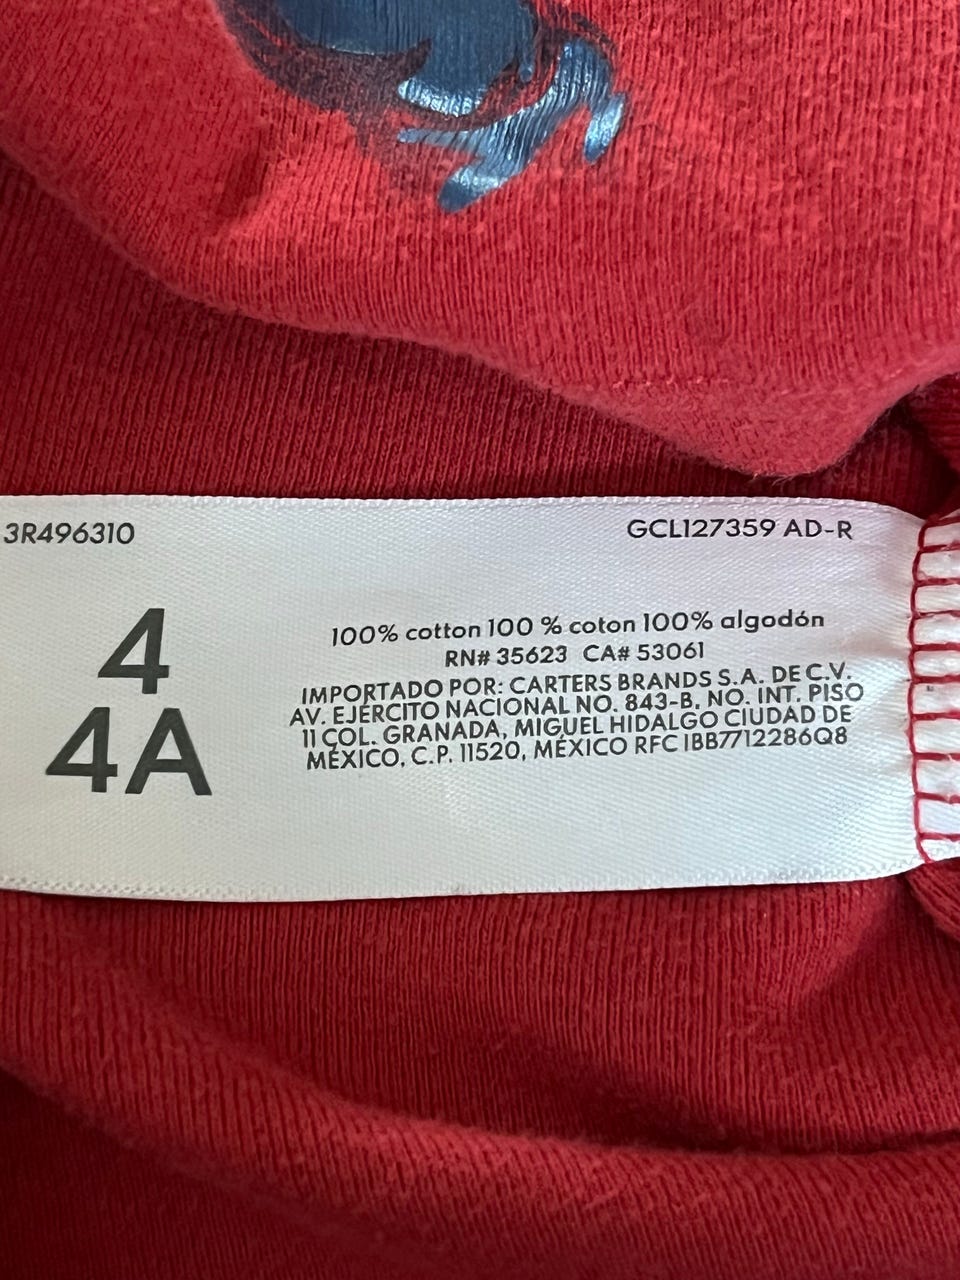 3R496310
GCL127359 AD-R
4
4A
100% cotton 100 % coton 100% algodón
RN# 35623 CA# 53061
IMPORTADO POR: CARTERS BRANDS S.A. DE C.V.
AV. EJÉRCITO NACIONAL NO. 843-B, NO. INT. PISO
11 COL. GRANADA, MIGUEL HIDALGO CIUDAD DE
MÉXICO, C.P. 11520, MÉXICO RFC IBB7712286Q8